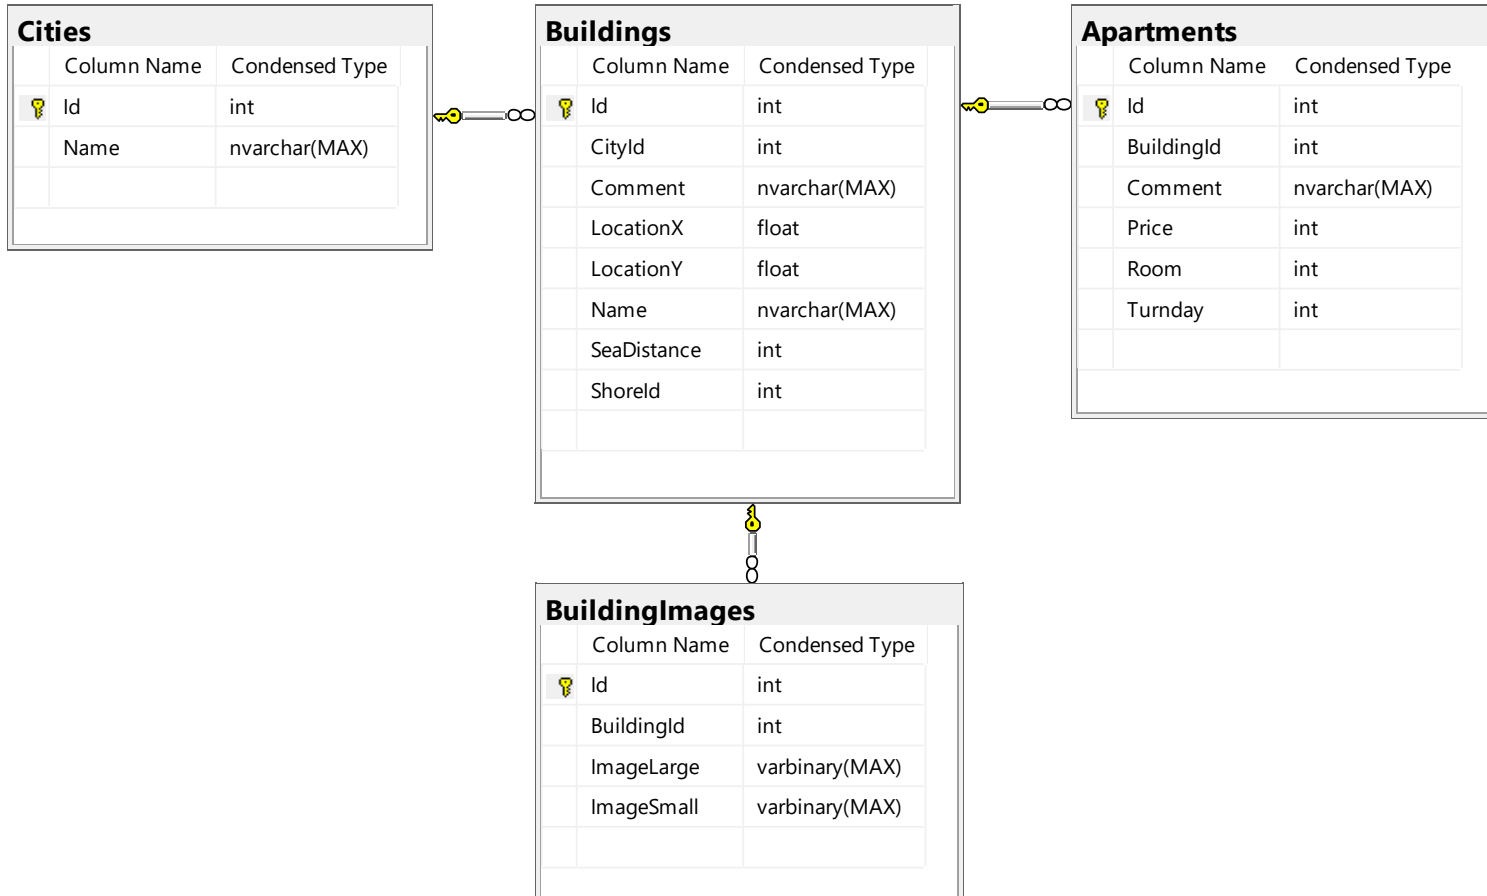 Cities
Column Name Condensed Type
Id int
Name nvarchar(MAX)
Buildings
Column Name Condensed Type
Id int
CityId int
Comment nvarchar(MAX)
LocationX float
LocationY float
Name nvarchar(MAX)
SeaDistance int
ShoreId int
Apartments
Column Name Condensed Type
Id int
BuildingId int
Comment nvarchar(MAX)
Price int
Room int
Turnday int
BuildingImages
Column Name Condensed Type
Id int
BuildingId int
ImageLarge varbinary(MAX)
ImageSmall varbinary(MAX)